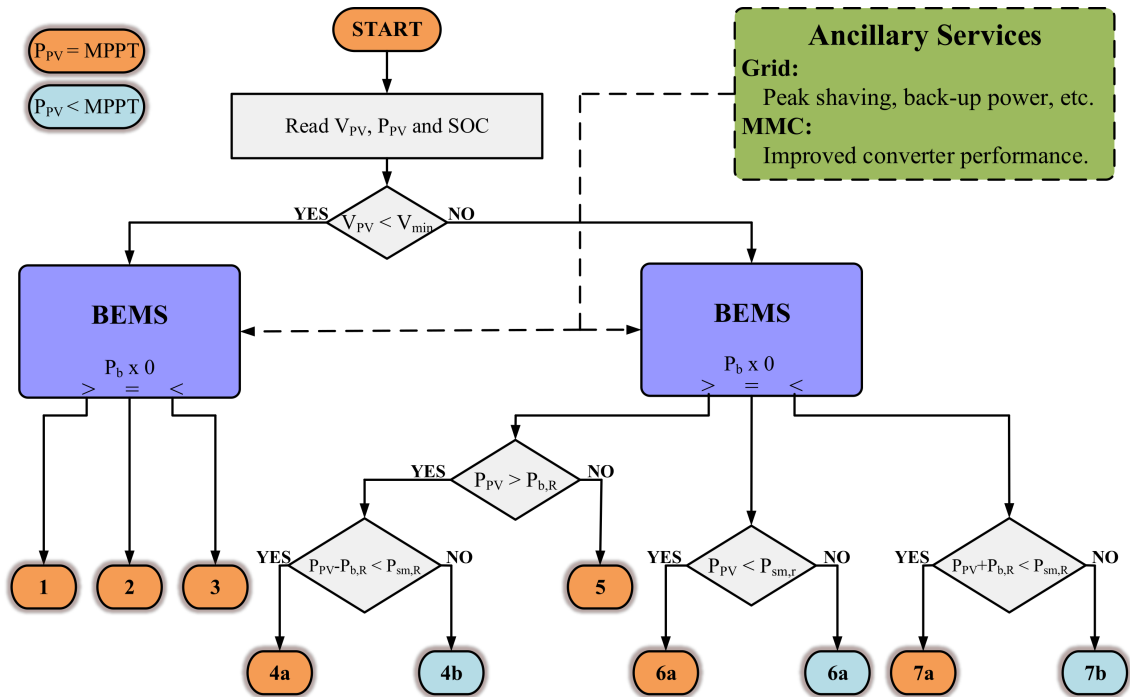 START
P_PV = MPPT
P_PV < MPPT
Ancillary Services
Grid:
Peak shaving, back-up power, etc.
MMC:
Improved converter performance.
Read V_PV, P_PV and SOC
YES
NO
V_PV < V_min
BEMS
P_b x 0
> = <
BEMS
P_b x 0
> = <
YES
NO
P_PV > P_b,R
YES
NO
P_PV-P_b,R < P_sm,R
YES
NO
P_PV < P_sm,r
YES
NO
P_PV+P_b,R < P_sm,R
1
2
3
5
4a
4b
6a
6a
7a
7b